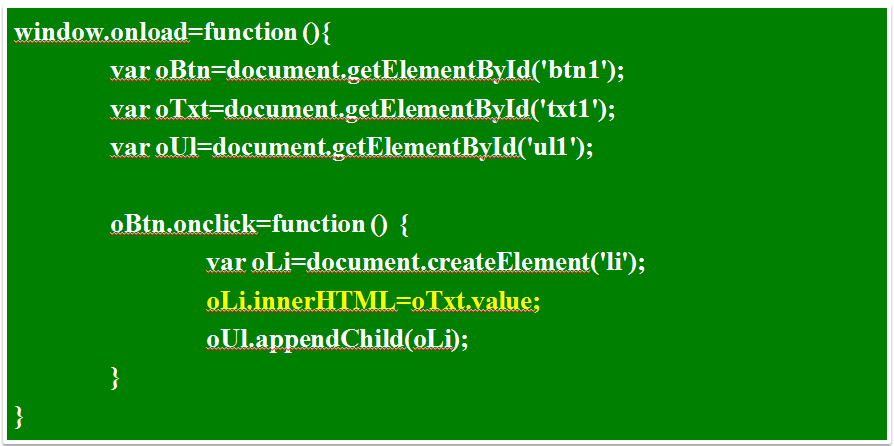 window.onload=function (){
var oBtn=document.getElementById('btn1');
var oTxt=document.getElementById('txt1');
var oUl=document.getElementById('ul1');
oBtn.onclick=function () {
var oLi=document.createElement('li');
oLi.innerHTML=oTxt.value;
oUl.appendChild(oLi);
}
}